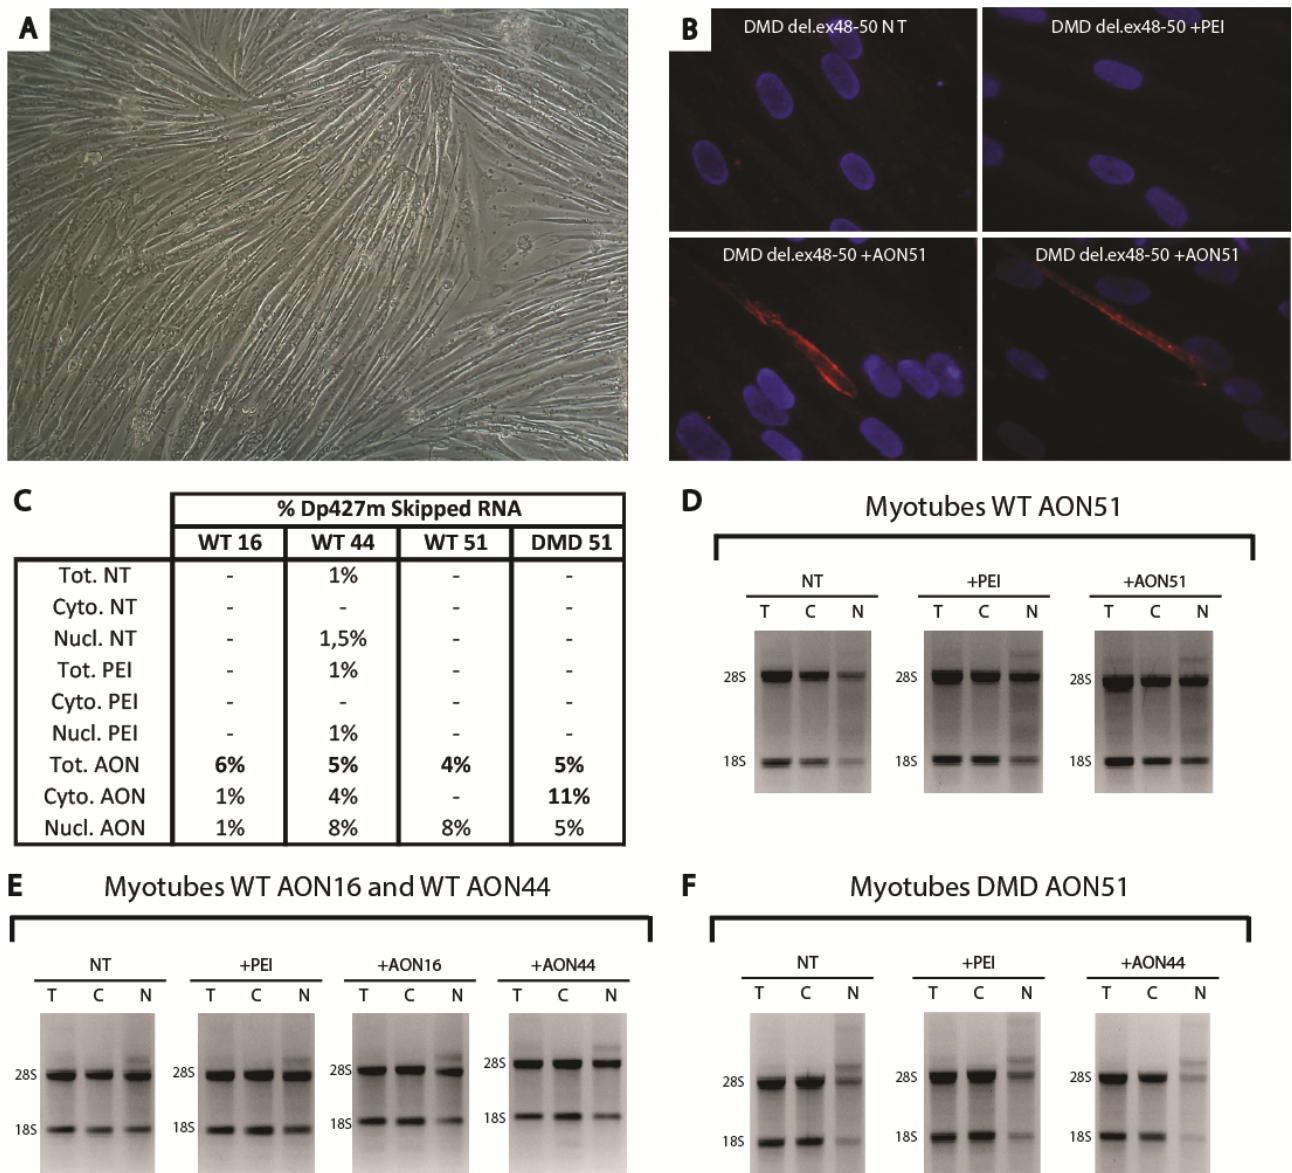 A
B
DMD del.ex48-50 NT
DMD del.ex48-50 +PEI
DMD del.ex48-50 +AON51
DMD del.ex48-50 +AON51
C
% Dp427m Skipped RNA
WT 16 WT 44 WT 51 DMD 51
Tot. NT - 1% - -
Cyto. NT - - - -
Nucl. NT - 1,5% - -
Tot. PEI - 1% - -
Cyto. PEI - - - -
Nucl. PEI - 1% - -
Tot. AON 6% 5% 4% 5%
Cyto. AON 1% 4% - 11%
Nucl. AON 1% 8% 8% 5%
D
Myotubes WT AON51
NT +PEI +AON51
T C N T C N T C N
28S 28S 28S
18S 18S 18S
E
Myotubes WT AON16 and WT AON44
NT +PEI +AON16 +AON44
T C N T C N T C N T C N
28S 28S 28S 28S
18S 18S 18S 18S
F
Myotubes DMD AON51
NT +PEI +AON44
T C N T C N T C N
28S 28S 28S
18S 18S 18S